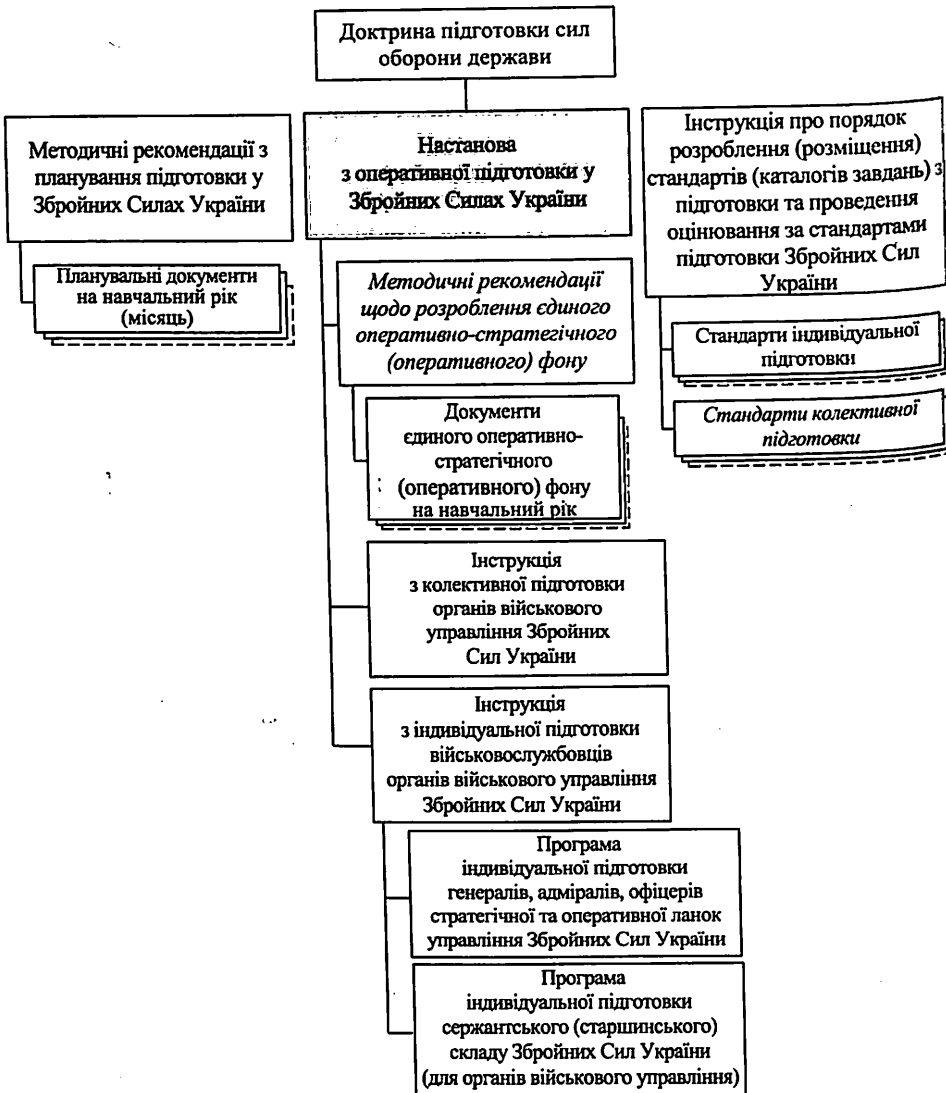 Доктрина підготовки сил
оборони держави
Методичні рекомендації з
планування підготовки у
Збройних Силах України
Планувальні документи
на навчальний рік
(місяць)
Настанова
з оперативної підготовки у
Збройних Силах України
Методичні рекомендації
щодо розроблення єдиного
оперативно-стратегічного
(оперативного) фону
Документи
єдиного оперативно-
стратегічного
(оперативного) фону
на навчальний рік
Інструкція
з колективної підготовки
органів військового
управління Збройних
Сил України
Інструкція
з індивідуальної підготовки
військовослужбовців
органів військового управління
Збройних Сил України
Програма
індивідуальної підготовки
генералів, адміралів, офіцерів
стратегічної та оперативної ланок
управління Збройних Сил України
Програма
індивідуальної підготовки
сержантського (старшинського)
складу Збройних Сил України
(для органів військового управління)
Інструкція про порядок
розроблення (розміщення)
стандартів (каталогів завдань) з
підготовки та проведення
оцінювання за стандартами
підготовки Збройних Сил
України
Стандарти індивідуальної
підготовки
Стандарти колективної
підготовки